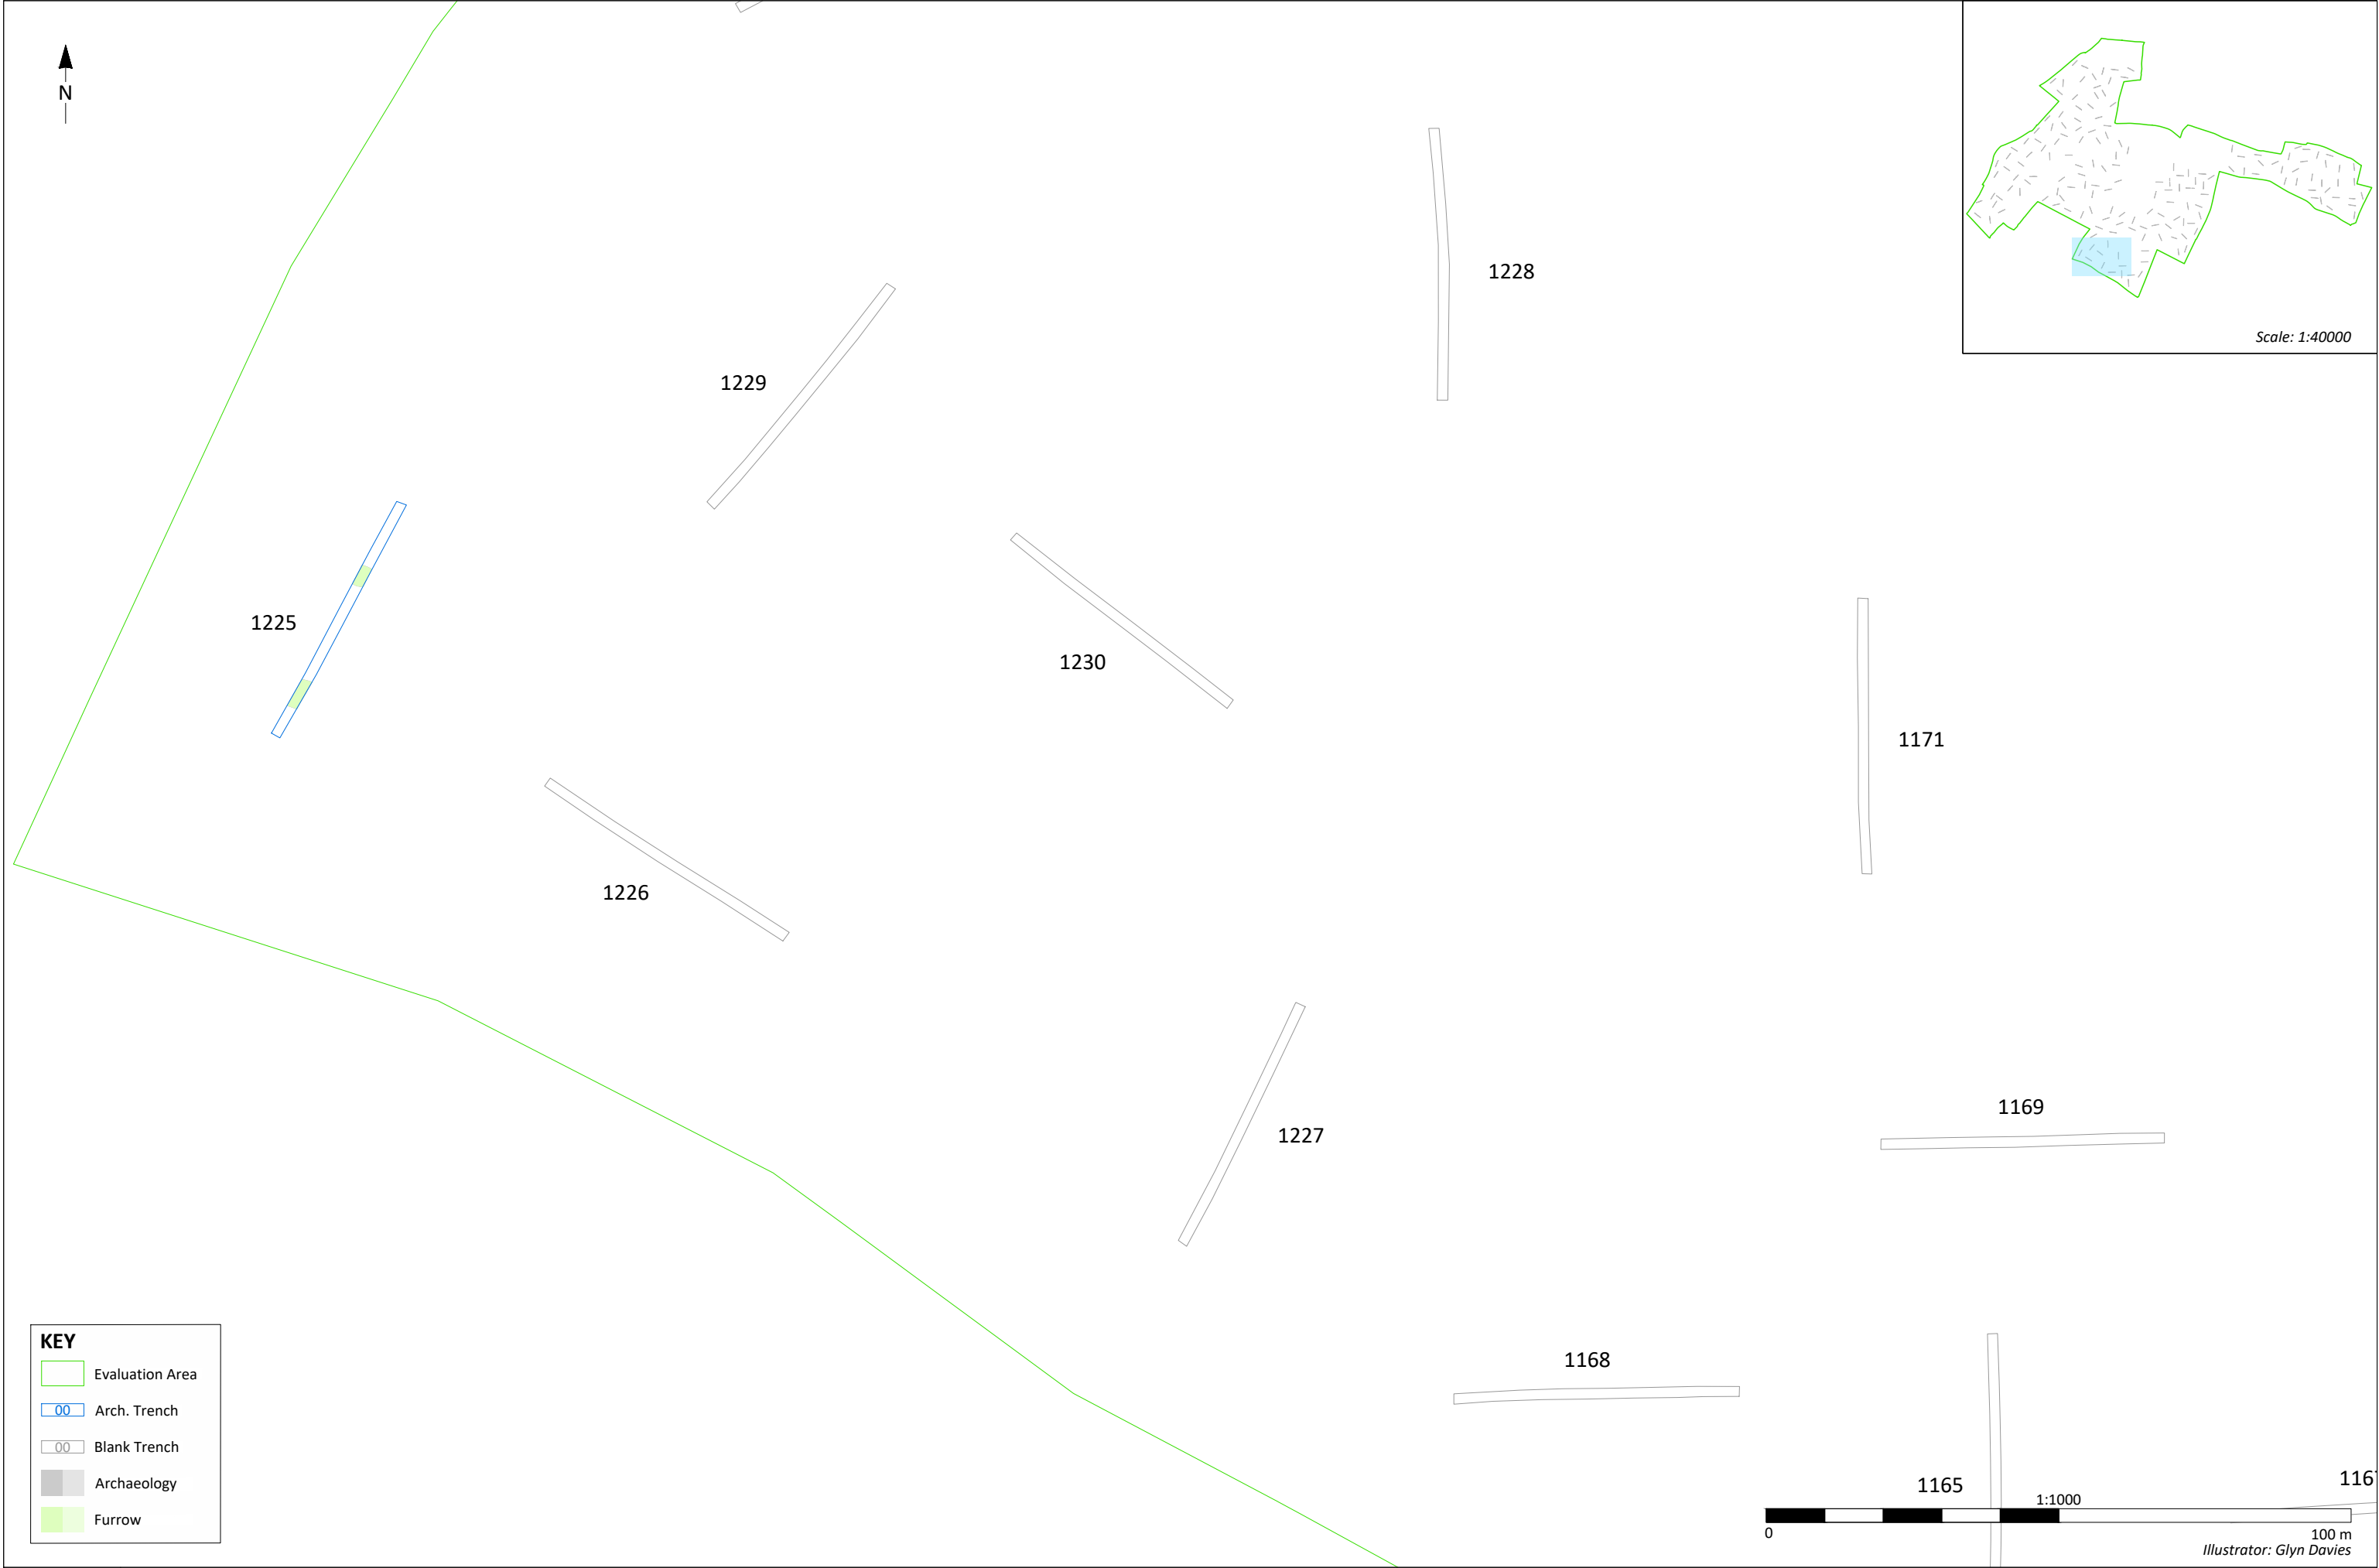 N
Scale: 1:40000
1228
1229
1225
1230
1171
1226
1169
1227
1168
KEY
Evaluation Area
00 Arch. Trench
00 Blank Trench
Archaeology
Furrow
1165
1:1000
0
100 m
Illustrator: Glyn Davies